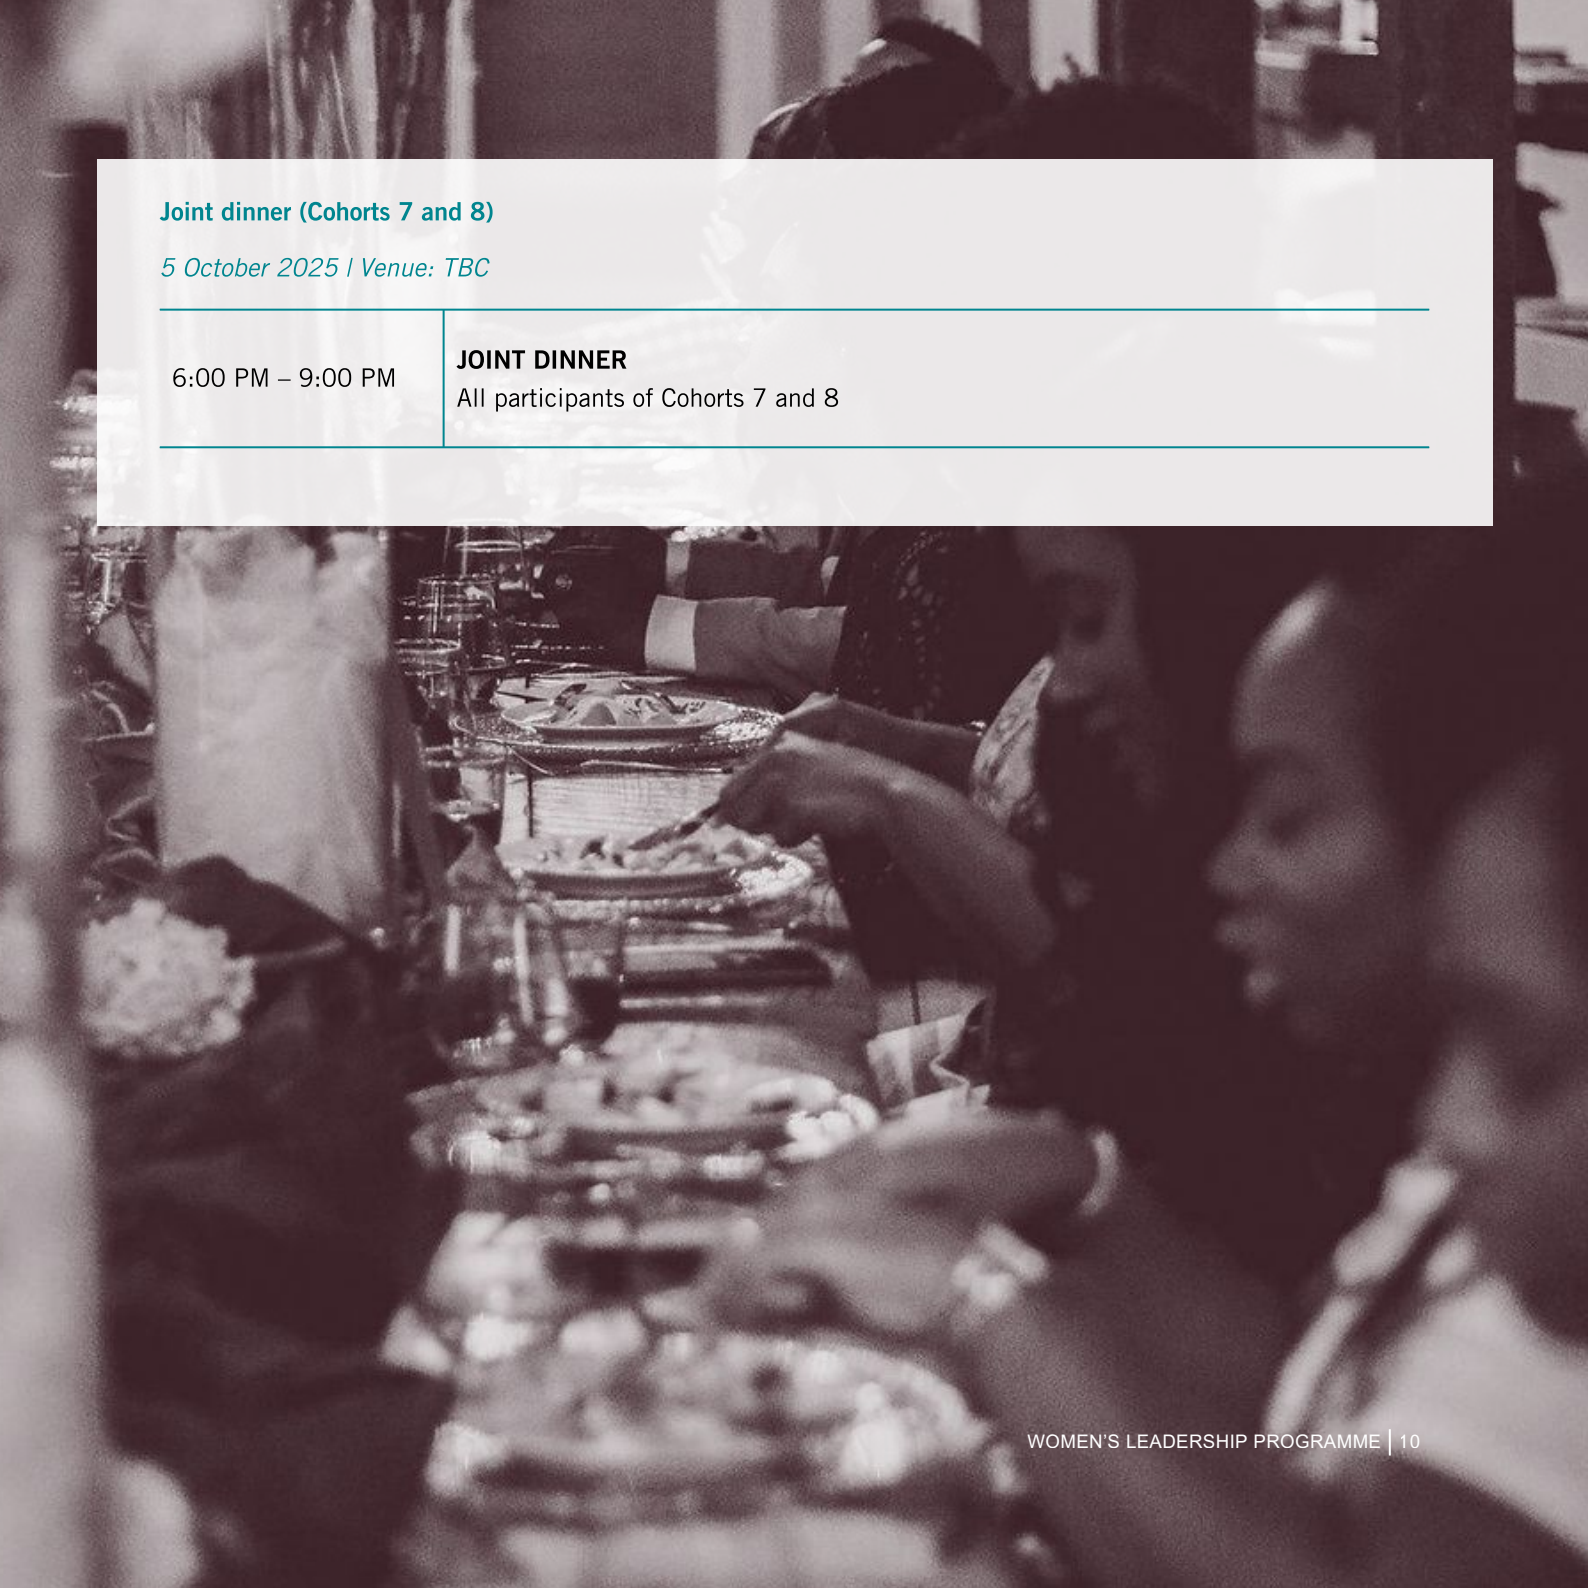 Joint dinner (Cohorts 7 and 8)
5 October 2025 | Venue: TBC
6:00 PM – 9:00 PM
JOINT DINNER
All participants of Cohorts 7 and 8
WOMEN’S LEADERSHIP PROGRAMME | 10